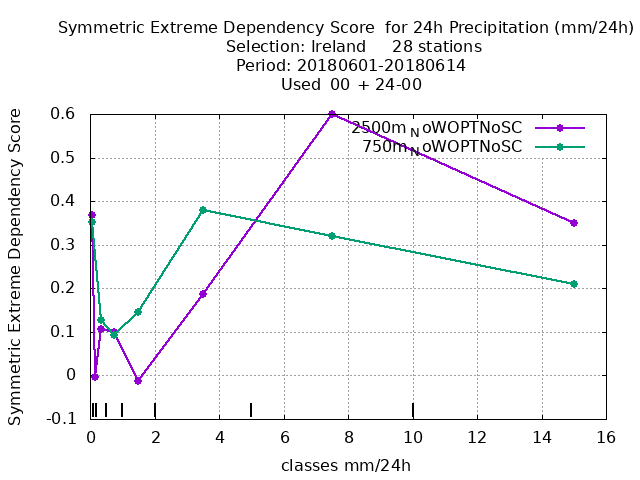 Symmetric Extreme Dependency Score for 24h Precipitation (mm/24h)
Selection: Ireland 28 stations
Period: 20180601-20180614
Used 00 + 24-00
2500m_NoWOPTNoSC
750m_NoWOPTNoSC
Symmetric Extreme Dependency Score
0.6
0.5
0.4
0.3
0.2
0.1
0
-0.1
0 2 4 6 8 10 12 14 16
classes mm/24h